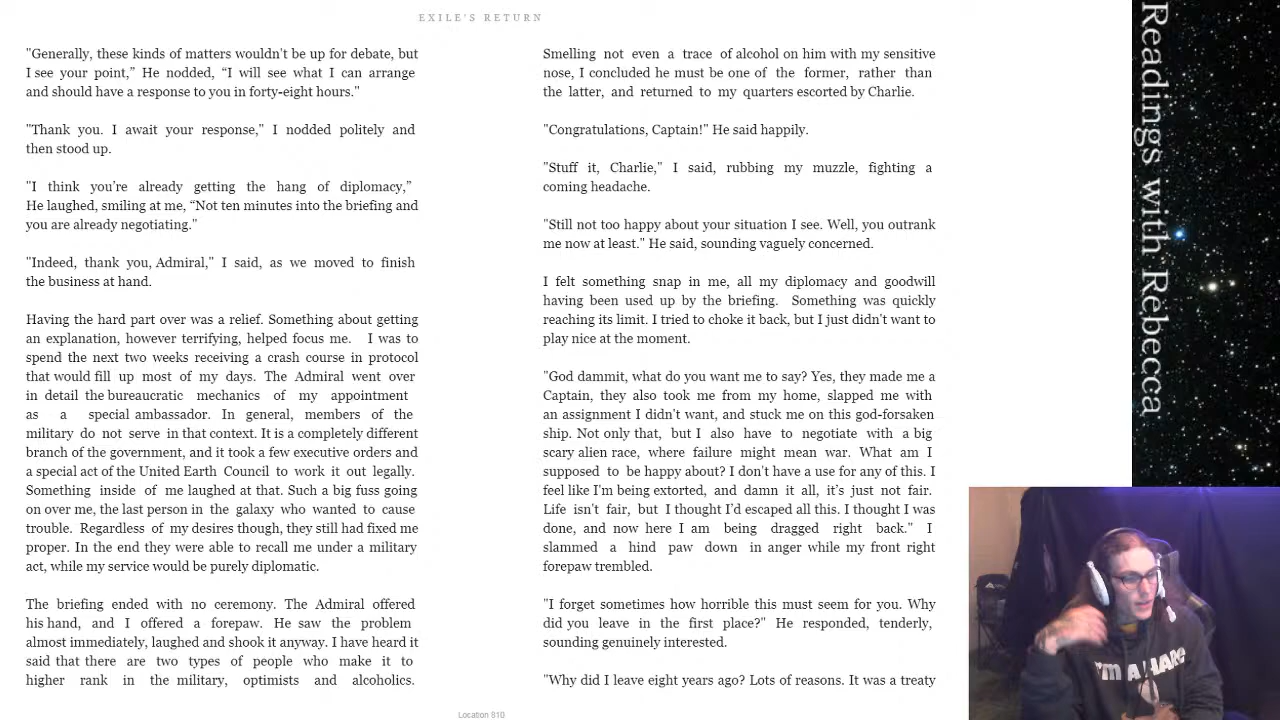 EXILE'S RETURN
"Generally, these kinds of matters wouldn't be up for debate, but
I see your point,” He nodded, “I will see what I can arrange
and should have a response to you in forty-eight hours."
"Thank you. I await your response," I nodded politely and
then stood up.
"I think you’re already getting the hang of diplomacy,”
He laughed, smiling at me, “Not ten minutes into the briefing and
you are already negotiating."
"Indeed, thank you, Admiral," I said, as we moved to finish
the business at hand.
Having the hard part over was a relief. Something about getting
an explanation, however terrifying, helped focus me. I was to
spend the next two weeks receiving a crash course in protocol
that would fill up most of my days. The Admiral went over
in detail the bureaucratic mechanics of my appointment
as a special ambassador. In general, members of the
military do not serve in that context. It is a completely different
branch of the government, and it took a few executive orders and
a special act of the United Earth Council to work it out legally.
Something inside of me laughed at that. Such a big fuss going
on over me, the last person in the galaxy who wanted to cause
trouble. Regardless of my desires though, they still had fixed me
proper. In the end they were able to recall me under a military
act, while my service would be purely diplomatic.
The briefing ended with no ceremony. The Admiral offered
his hand, and I offered a forepaw. He saw the problem
almost immediately, laughed and shook it anyway. I have heard it
said that there are two types of people who make it to
higher rank in the military, optimists and alcoholics.
Smelling not even a trace of alcohol on him with my sensitive
nose, I concluded he must be one of the former, rather than
the latter, and returned to my quarters escorted by Charlie.
"Congratulations, Captain!" He said happily.
"Stuff it, Charlie," I said, rubbing my muzzle, fighting a
coming headache.
"Still not too happy about your situation I see. Well, you outrank
me now at least." He said, sounding vaguely concerned.
I felt something snap in me, all my diplomacy and goodwill
having been used up by the briefing. Something was quickly
reaching its limit. I tried to choke it back, but I just didn't want to
play nice at the moment.
"God dammit, what do you want me to say? Yes, they made me a
Captain, they also took me from my home, slapped me with
an assignment I didn't want, and stuck me on this god-forsaken
ship. Not only that, but I also have to negotiate with a big
scary alien race, where failure might mean war. What am I
supposed to be happy about? I don't have a use for any of this. I
feel like I'm being extorted, and damn it all, it’s just not fair.
Life isn't fair, but I thought I’d escaped all this. I thought I was
done, and now here I am being dragged right back." I
slammed a hind paw down in anger while my front right
forepaw trembled.
"I forget sometimes how horrible this must seem for you. Why
did you leave in the first place?" He responded, tenderly,
sounding genuinely interested.
"Why did I leave eight years ago? Lots of reasons. It was a treaty
Location 810
Readings with Rebecca
I'M A HARE